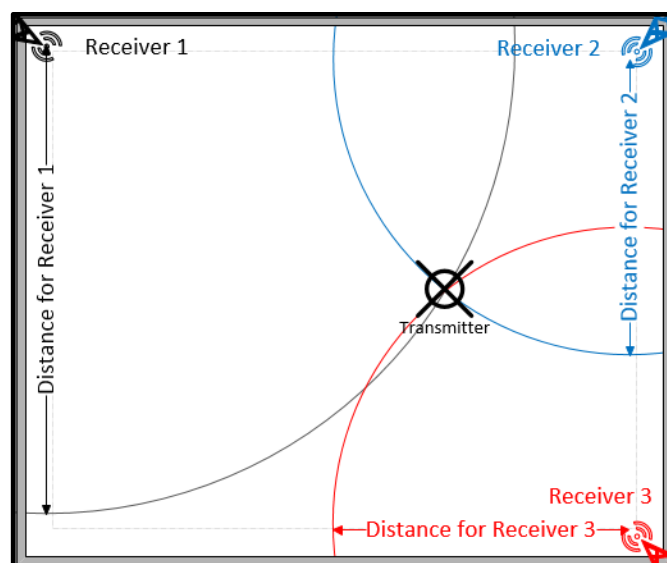 Receiver 1
Receiver 2
Distance for Receiver 1
Distance for Receiver 2
Transmitter
Receiver 3
Distance for Receiver 3